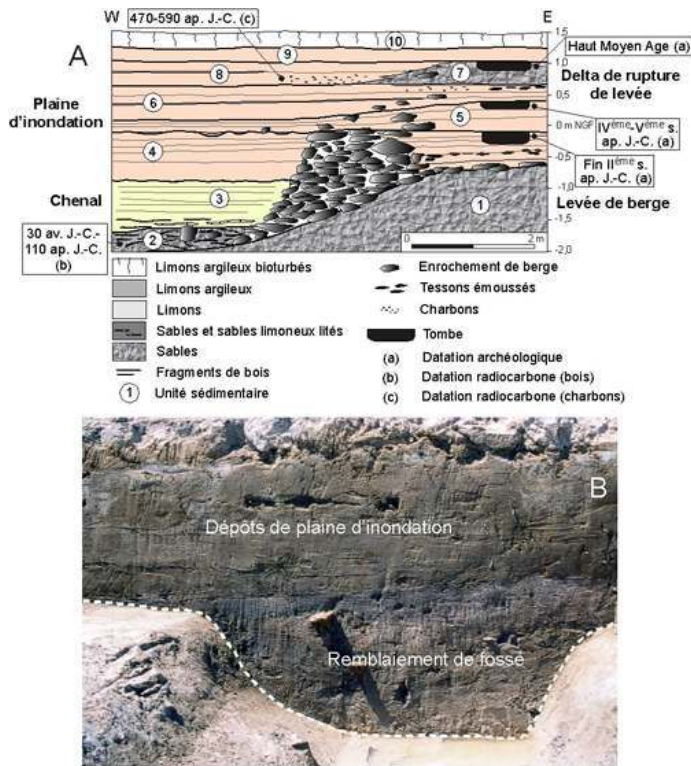 W
470-590 ap. J.-C. (c)
E
A
10
1,5
9
Haut Moyen Age (a)
1,0
8
7
Delta de rupture
de levée
0,5
Plaine
d'inondation
6
5
0 m NGF
IVème-Vème s.
ap. J.-C. (a)
4
-0,5
Fin IIème s.
ap. J.-C. (a)
-1,0
3
1
Chenal
Levée de berge
-1,5
30 av. J.-C.-
110 ap. J.-C.
(b)
2
0 2 m
-2,0
Limons argileux bioturbés
Limons argileux
Limons
Sables et sables limoneux lités
Sables
Fragments de bois
1 Unité sédimentaire
Enrochement de berge
Tessons émoussés
Charbons
Tombe
(a) Datation archéologique
(b) Datation radiocarbone (bois)
(c) Datation radiocarbone (charbons)
B
Dépôts de plaine d'inondation
Remblaiement de fossé